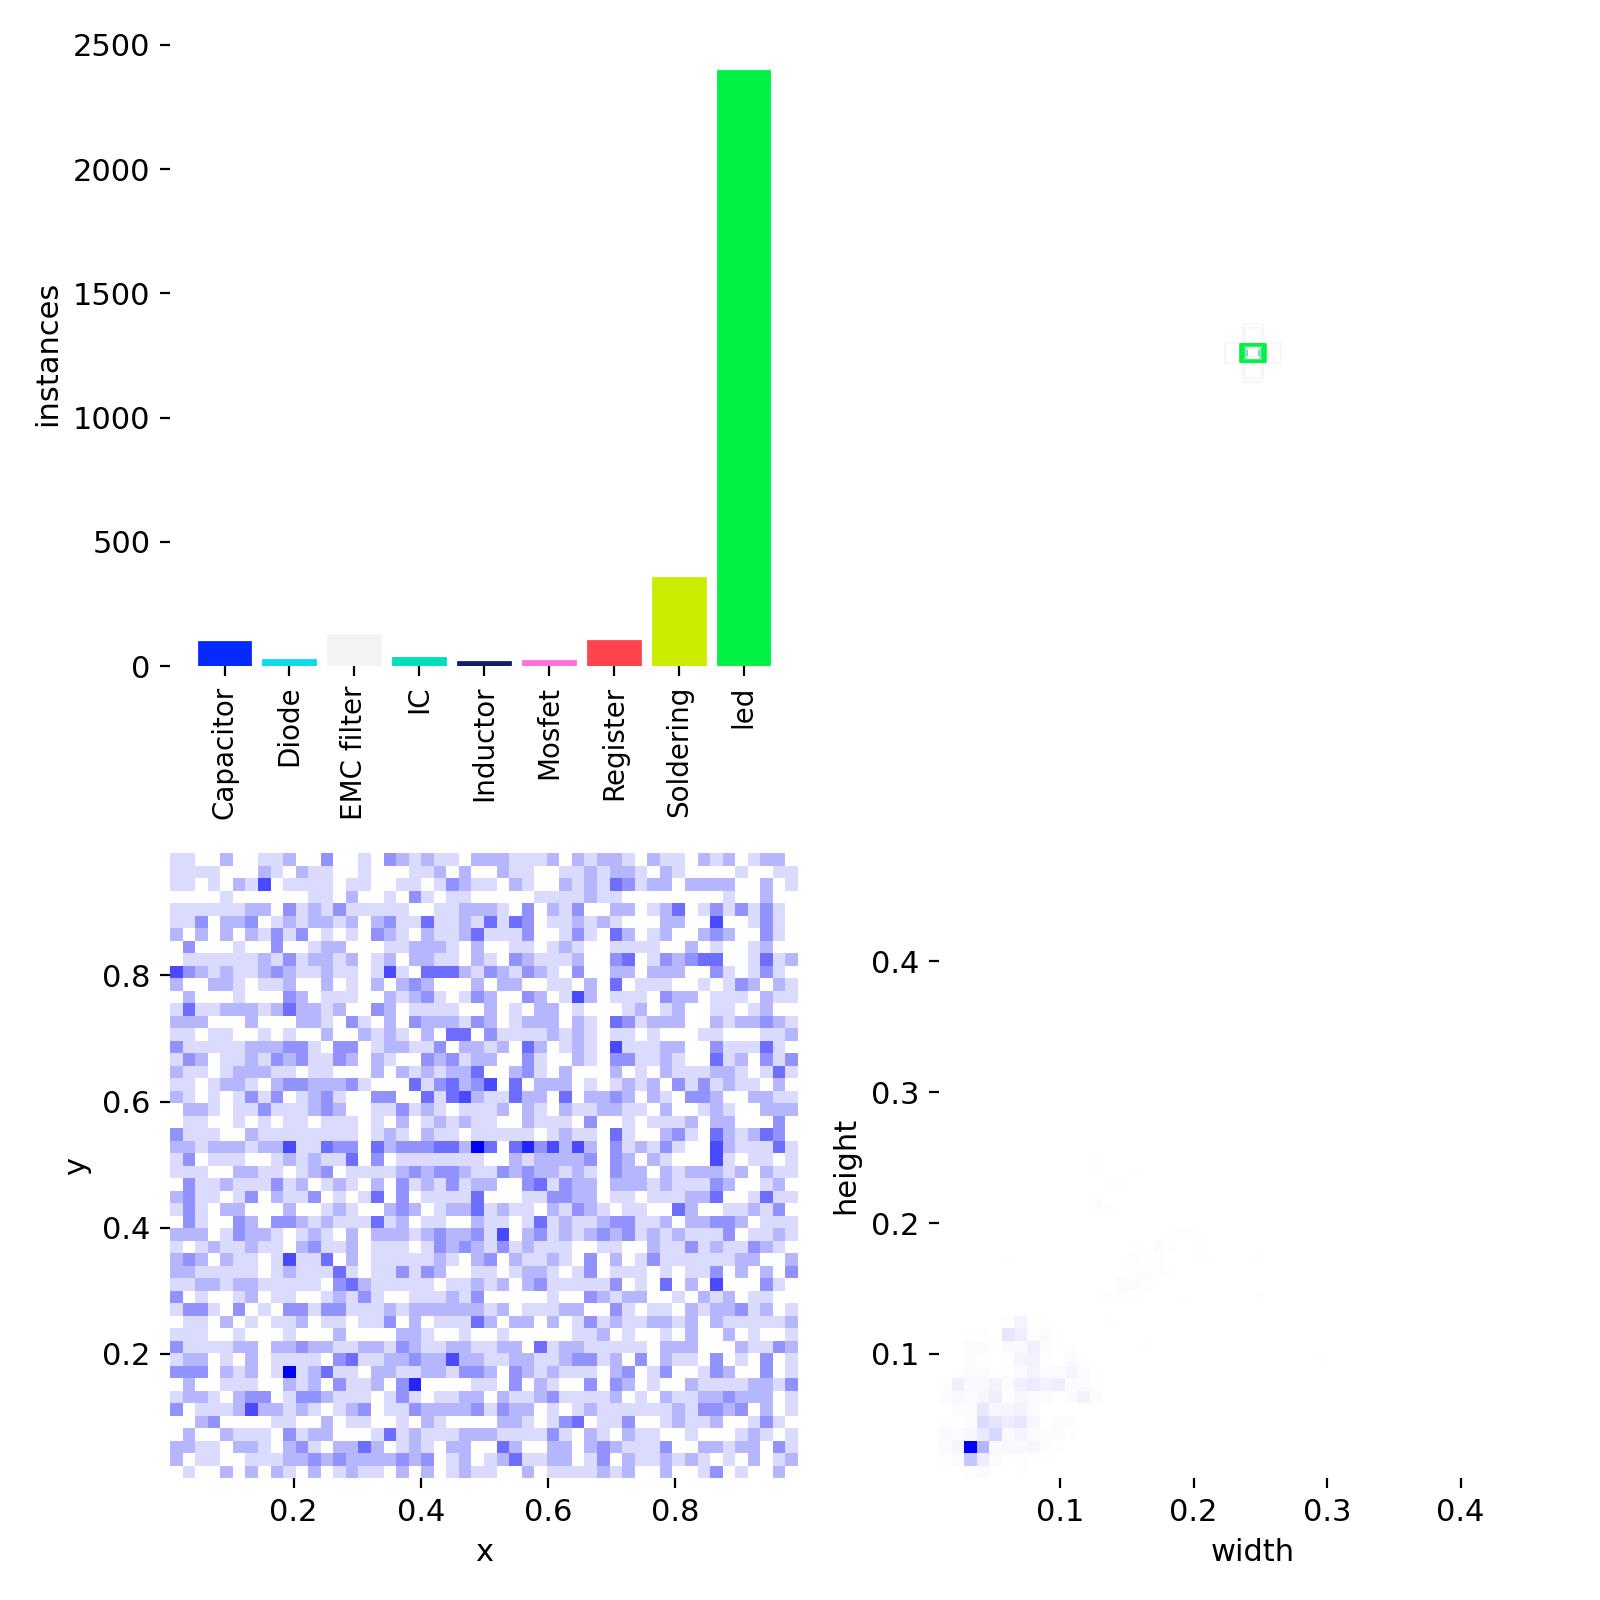 2500
2000
1500
1000
500
0
instances
Capacitor
Diode
EMC filter
IC
Inductor
Mosfet
Register
Soldering
led
0.8
0.6
0.4
0.2
y
0.2 0.4 0.6 0.8
x
0.4
0.3
0.2
0.1
height
0.1 0.2 0.3 0.4
width